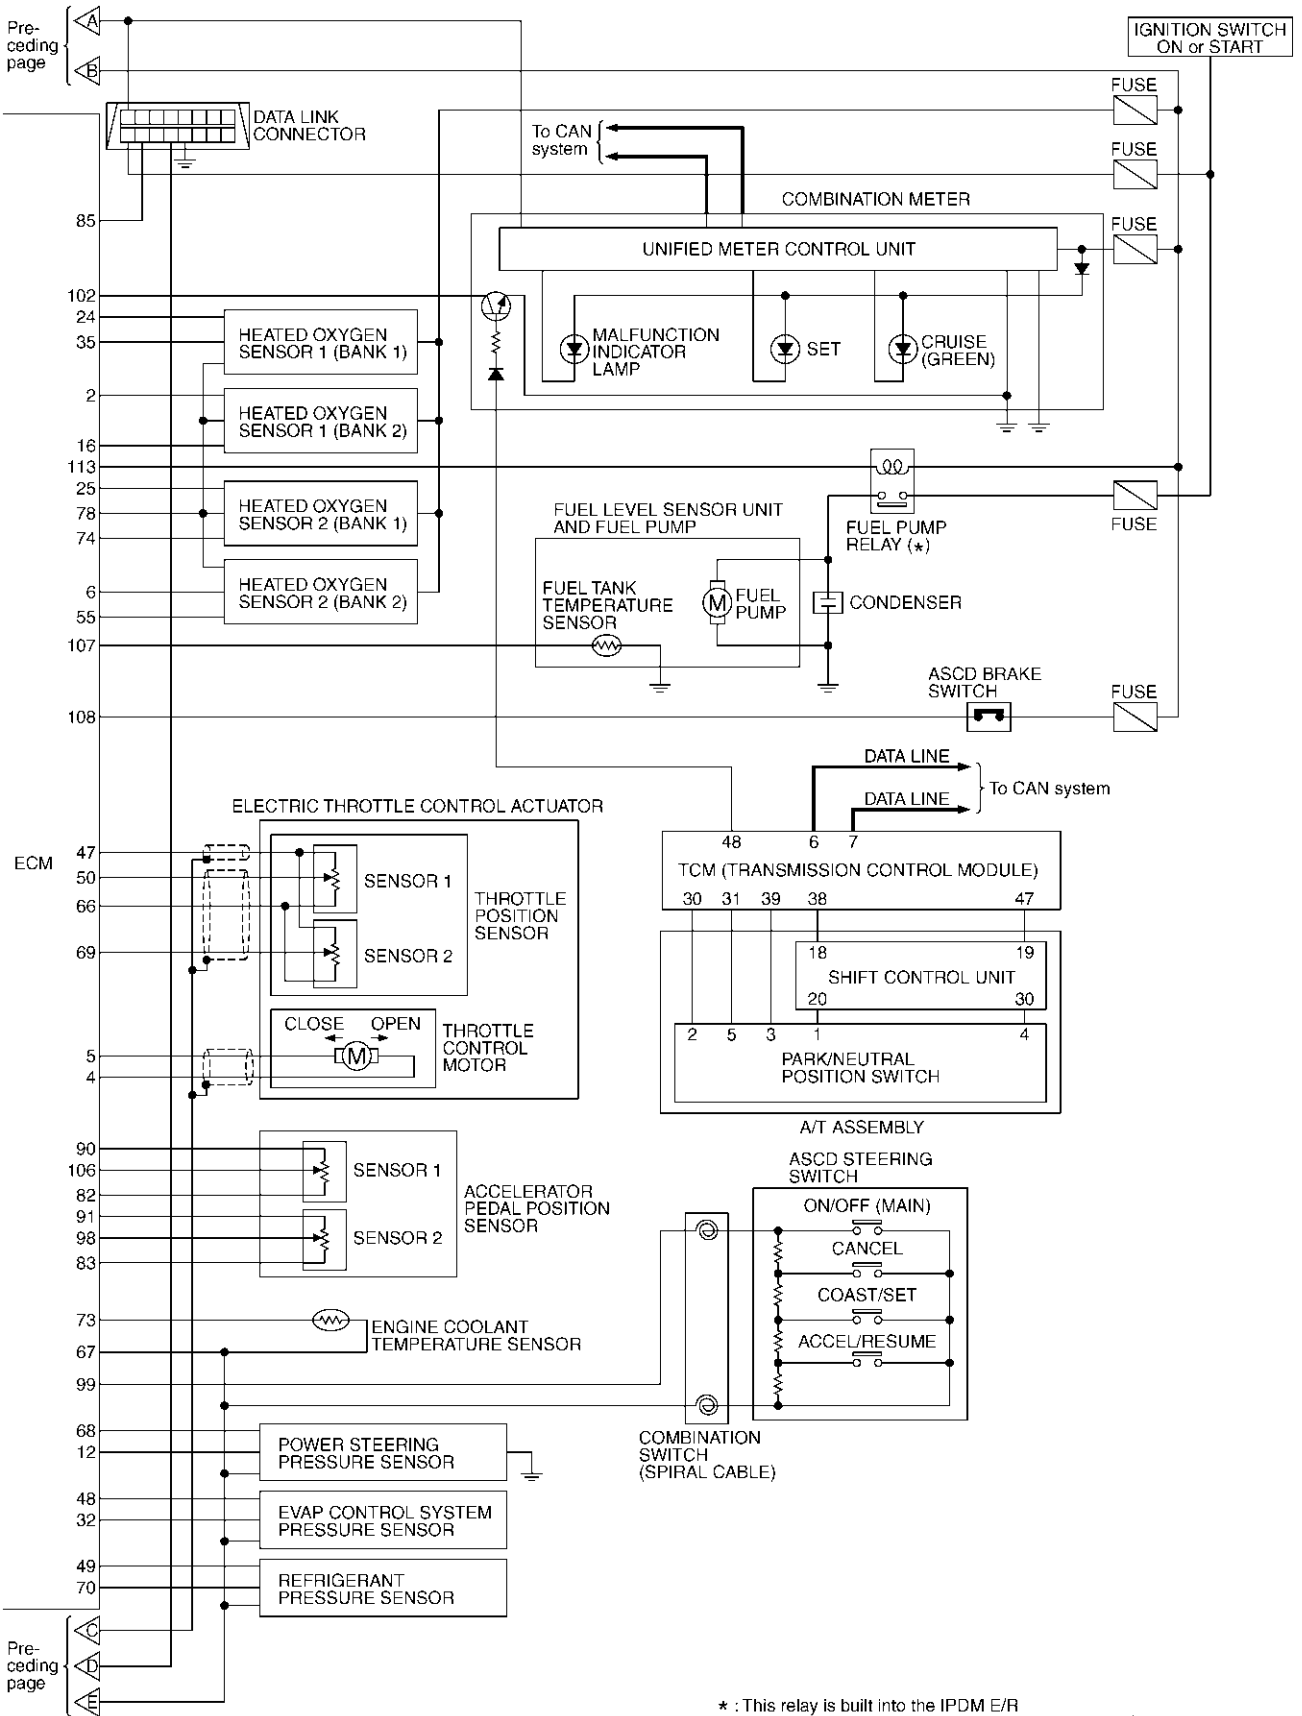 Pre-
ceding
page
A
B
IGNITION SWITCH
ON or START
FUSE
DATA LINK
CONNECTOR
To CAN
system
FUSE
85
COMBINATION METER
FUSE
UNIFIED METER CONTROL UNIT
102
24
35
HEATED OXYGEN
SENSOR 1 (BANK 1)
MALFUNCTION
INDICATOR
LAMP
SET
CRUISE
(GREEN)
2
16
HEATED OXYGEN
SENSOR 1 (BANK 2)
113
25
78
74
HEATED OXYGEN
SENSOR 2 (BANK 1)
FUEL LEVEL SENSOR UNIT
AND FUEL PUMP
FUEL PUMP
RELAY (*)
FUSE
6
55
HEATED OXYGEN
SENSOR 2 (BANK 2)
FUEL TANK
TEMPERATURE
SENSOR
M
FUEL
PUMP
CONDENSER
107
ASCD BRAKE
SWITCH
FUSE
108
DATA LINE
DATA LINE
To CAN system
ELECTRIC THROTTLE CONTROL ACTUATOR
48 6 7
TCM (TRANSMISSION CONTROL MODULE)
30 31 39 38 47
ECM
47
50
66
69
SENSOR 1
SENSOR 2
THROTTLE
POSITION
SENSOR
18 19
SHIFT CONTROL UNIT
20 30
2 5 3 1 4
PARK/NEUTRAL
POSITION SWITCH
A/T ASSEMBLY
CLOSE OPEN
M
THROTTLE
CONTROL
MOTOR
5
4
90
106
82
91
98
83
SENSOR 1
SENSOR 2
ACCELERATOR
PEDAL POSITION
SENSOR
ASCD STEERING
SWITCH
ON/OFF (MAIN)
CANCEL
COAST/SET
ACCEL/RESUME
73
67
99
ENGINE COOLANT
TEMPERATURE SENSOR
COMBINATION
SWITCH
(SPIRAL CABLE)
68
12
POWER STEERING
PRESSURE SENSOR
48
32
EVAP CONTROL SYSTEM
PRESSURE SENSOR
49
70
REFRIGERANT
PRESSURE SENSOR
Pre-
ceding
page
C
D
E
* : This relay is built into the IPDM E/R